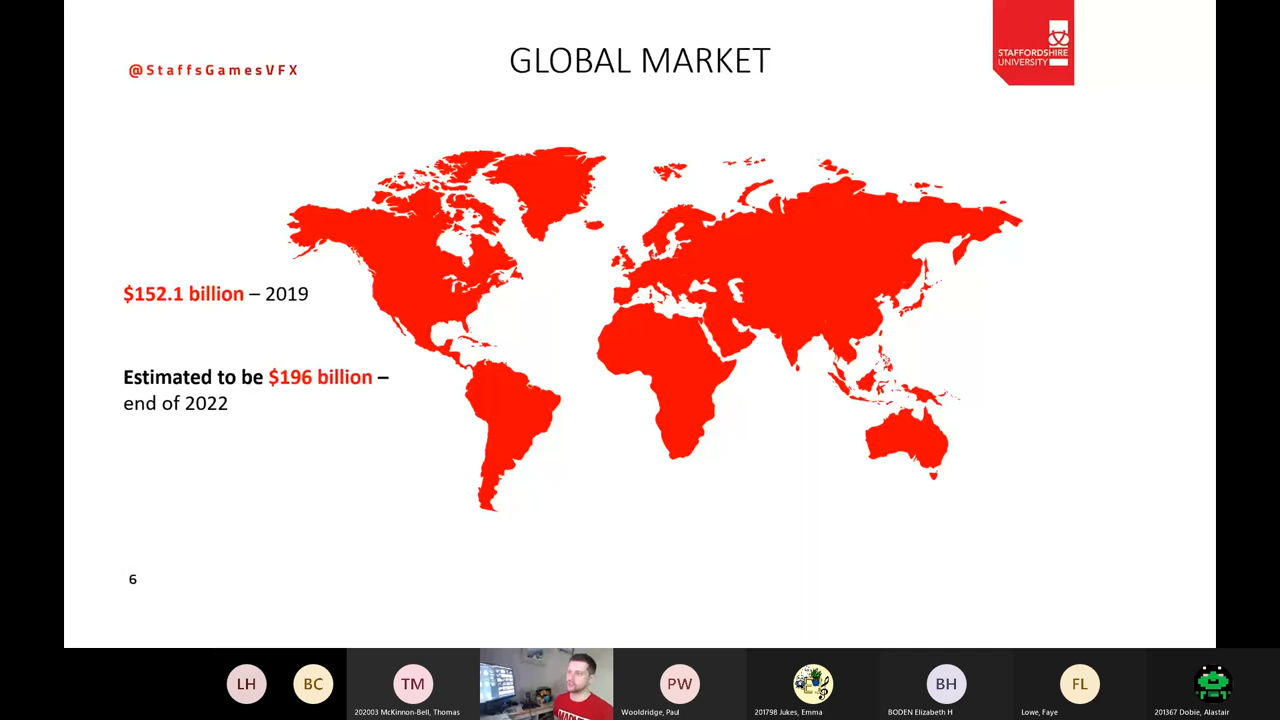 @StaffsGamesVFX
GLOBAL MARKET
STAFFORDSHIRE
UNIVERSITY
$152.1 billion – 2019
Estimated to be $196 billion –
end of 2022
6
LH
BC
TM
PW
BH
FL
202003 McKinnon-Bell, Thomas
Wooldridge, Paul
201798 Jukes, Emma
BODEN Elizabeth H
Lowe, Faye
201367 Dobie, Alastair